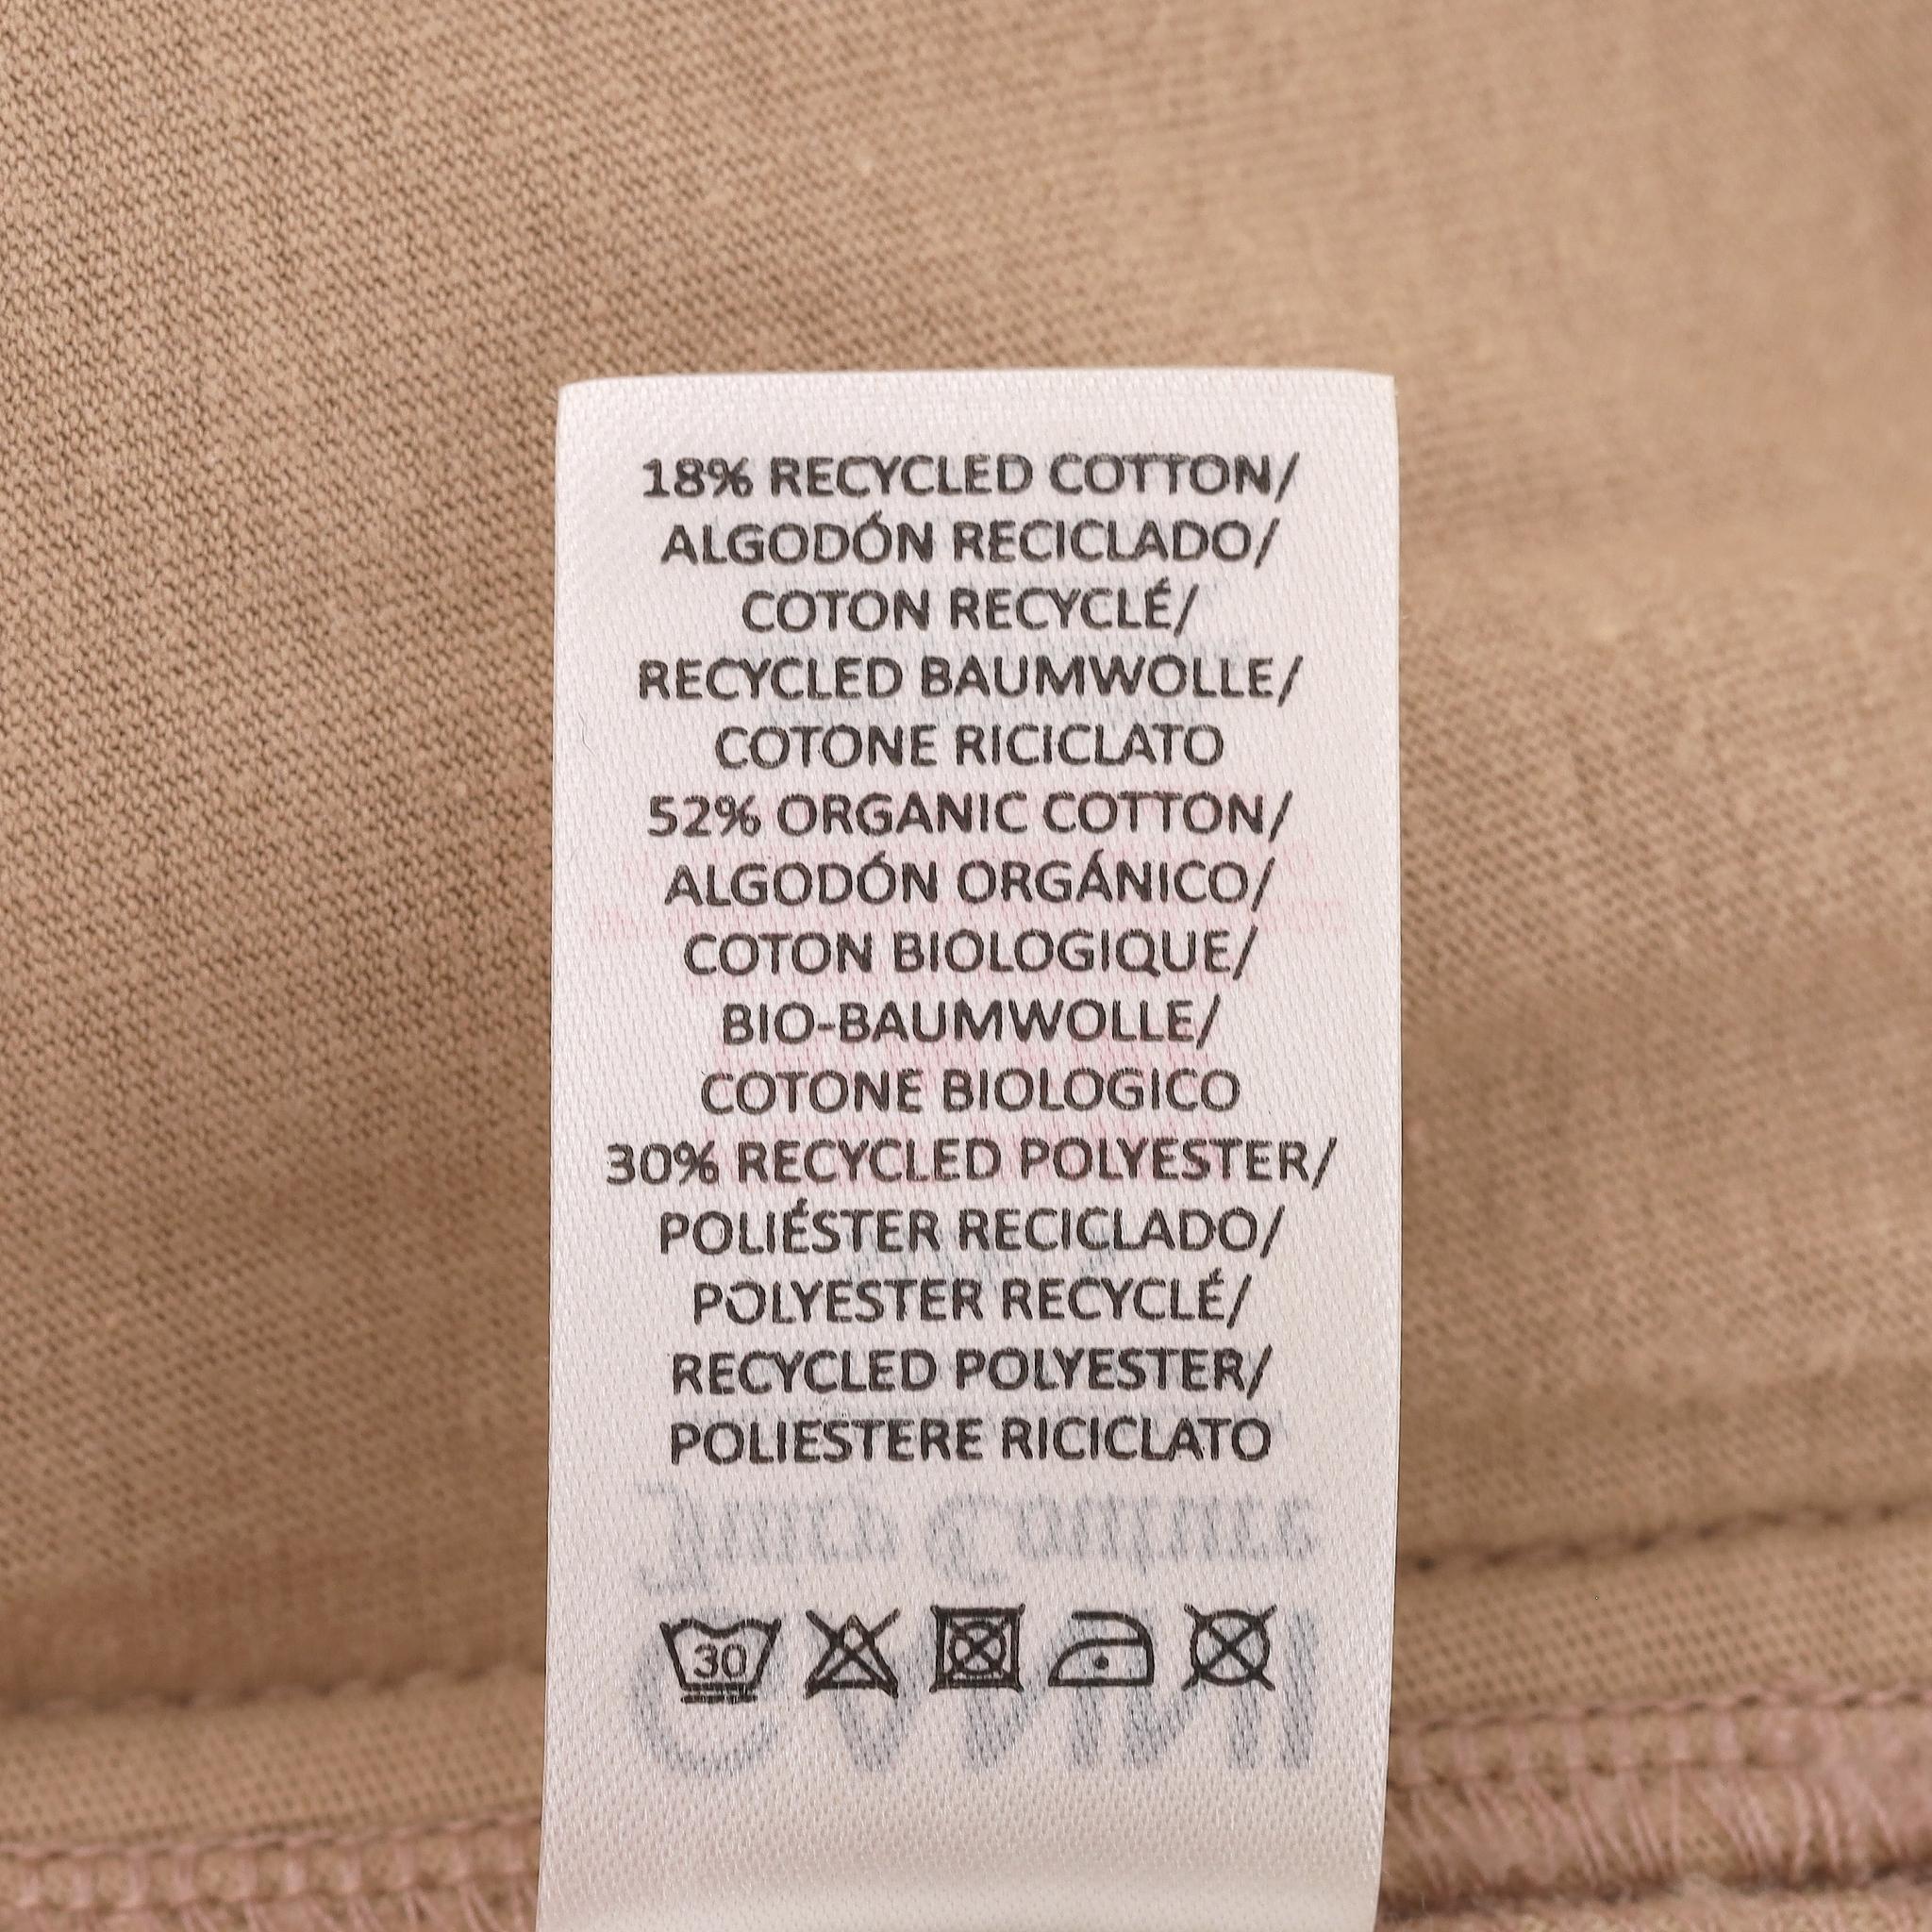 18% RECYCLED COTTON/
ALGODÓN RECICLADO/
COTON RECYCLÉ/
RECYCLED BAUMWOLLE/
COTONE RICICLATO
52% ORGANIC COTTON/
ALGODÓN ORGÁNICO/
COTON BIOLOGIQUE/
BIO-BAUMWOLLE/
COTONE BIOLOGICO
30% RECYCLED POLYESTER/
POLIÉSTER RECICLADO/
POLYESTER RECYCLÉ/
RECYCLED POLYESTER/
POLIESTERE RICICLATO
30